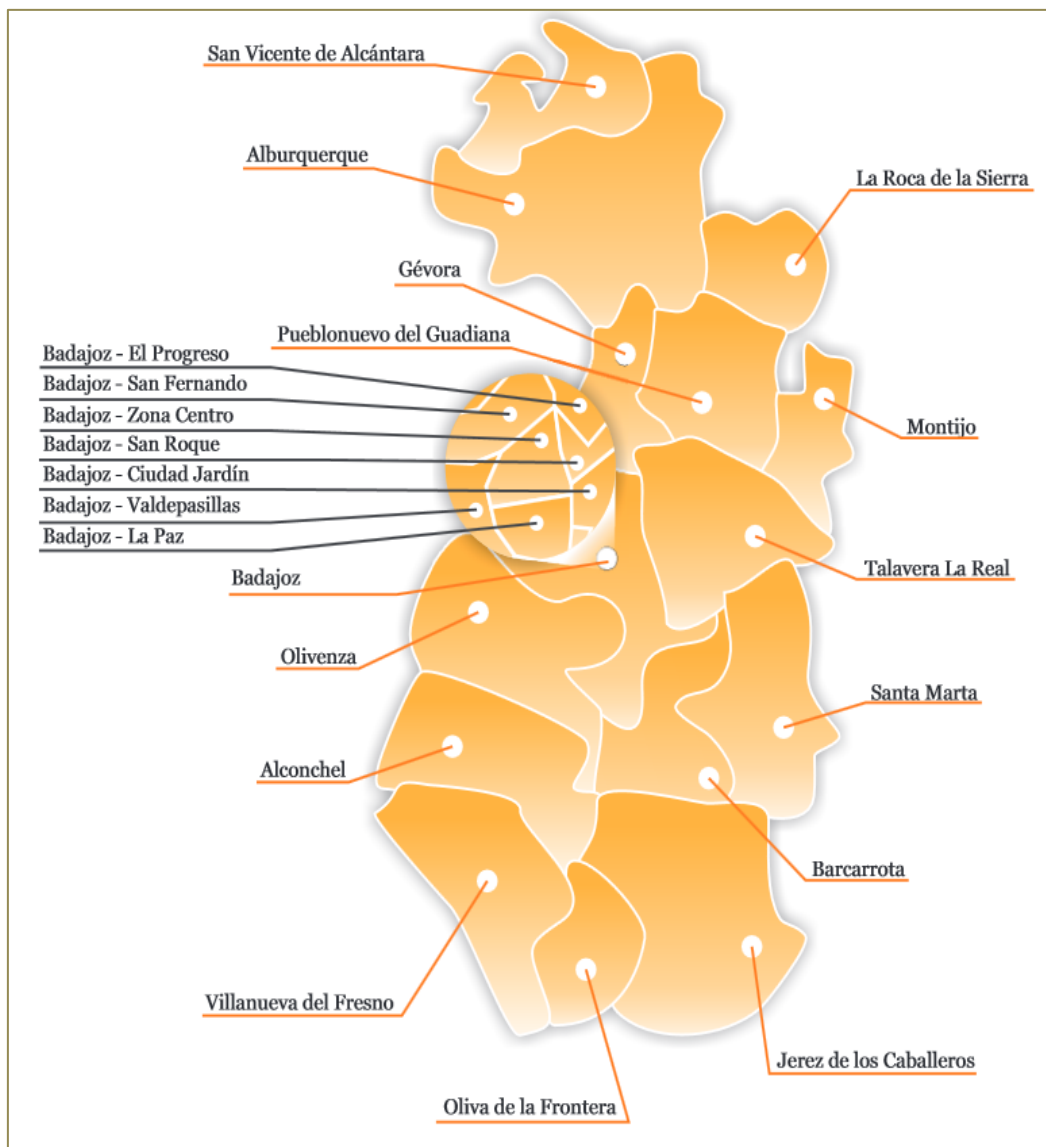 San Vicente de Alcántara
Alburquerque
La Roca de la Sierra
Gévora
Pueblonuevo del Guadiana
Badajoz - El Progreso
Badajoz - San Fernando
Badajoz - Zona Centro
Badajoz - San Roque
Badajoz - Ciudad Jardín
Badajoz - Valdepasillas
Badajoz - La Paz
Montijo
Badajoz
Talavera La Real
Olivenza
Santa Marta
Alconchel
Barcarrota
Villanueva del Fresno
Jerez de los Caballeros
Oliva de la Frontera